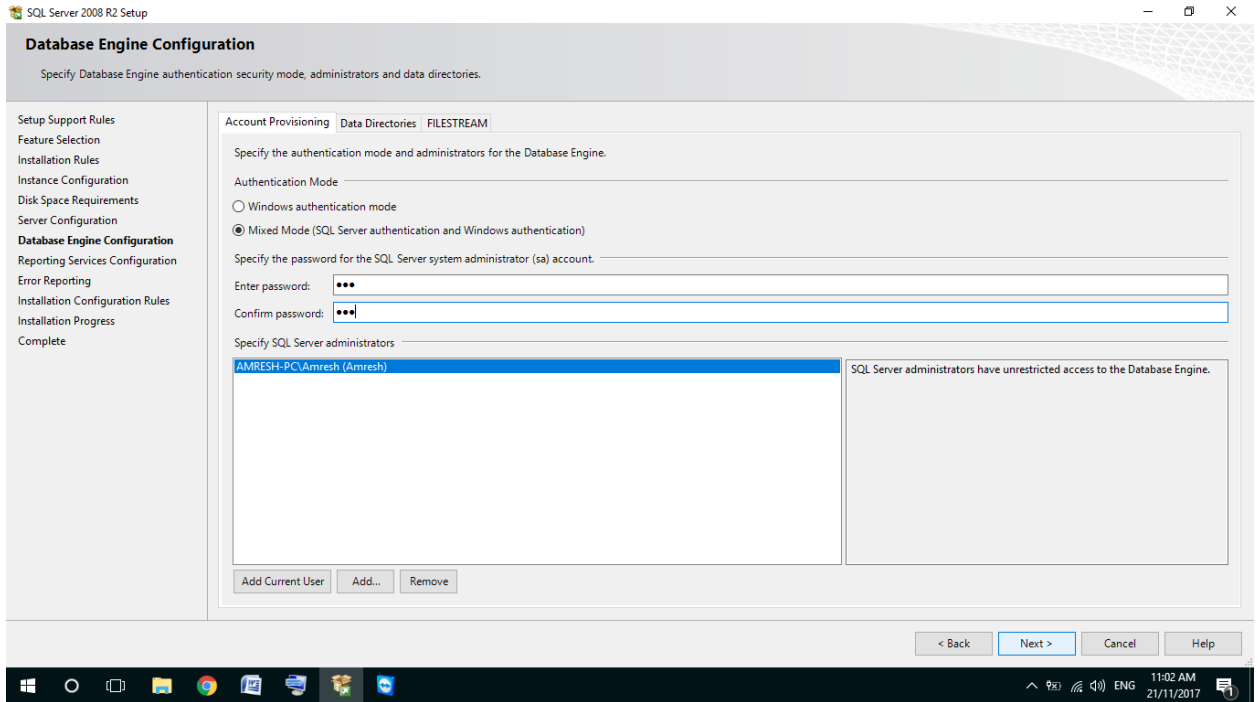 SQL Server 2008 R2 Setup
Database Engine Configuration
Specify Database Engine authentication security mode, administrators and data directories.
Setup Support Rules
Feature Selection
Installation Rules
Instance Configuration
Disk Space Requirements
Server Configuration
Database Engine Configuration
Reporting Services Configuration
Error Reporting
Installation Configuration Rules
Installation Progress
Complete
Account Provisioning Data Directories FILESTREAM
Specify the authentication mode and administrators for the Database Engine.
Authentication Mode
Windows authentication mode
Mixed Mode (SQL Server authentication and Windows authentication)
Specify the password for the SQL Server system administrator (sa) account.
Enter password: ●●●
Confirm password: ●●●
Specify SQL Server administrators
AMRESH-PC\Amresh (Amresh)
SQL Server administrators have unrestricted access to the Database Engine.
Add Current User Add... Remove
< Back Next > Cancel Help
ENG
11:02 AM
21/11/2017
1